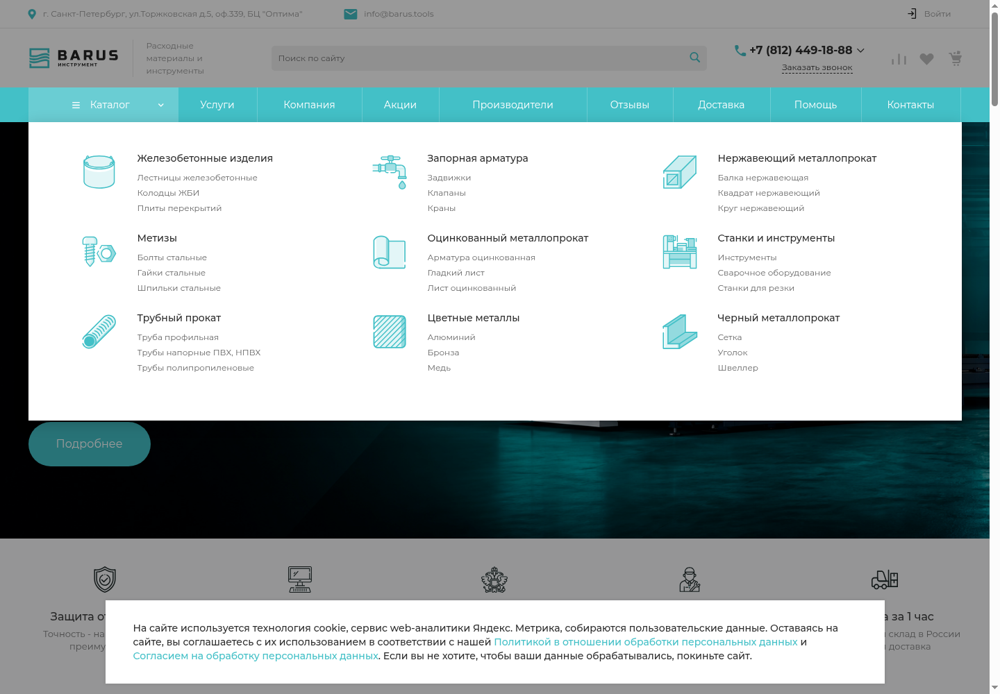 г. Санкт-Петербург, ул.Торжковская д.5, оф.339, БЦ "Оптима"
info@barus.tools
Войти
BARUS
ИНСТРУМЕНТ
Расходные
материалы и
инструменты
Поиск по сайту
+7 (812) 449-18-88
Заказать звонок
Каталог
Услуги
Компания
Акции
Производители
Отзывы
Доставка
Помощь
Контакты
Железобетонные изделия
Лестницы железобетонные
Колодцы ЖБИ
Плиты перекрытий
Запорная арматура
Задвижки
Клапаны
Краны
Нержавеющий металлопрокат
Балка нержавеющая
Квадрат нержавеющий
Круг нержавеющий
Метизы
Болты стальные
Гайки стальные
Шпильки стальные
Оцинкованный металлопрокат
Арматура оцинкованная
Гладкий лист
Лист оцинкованный
Станки и инструменты
Инструменты
Сварочное оборудование
Станки для резки
Трубный прокат
Труба профильная
Трубы напорные ПВХ, НПВХ
Трубы полипропиленовые
Цветные металлы
Алюминий
Бронза
Медь
Черный металлопрокат
Сетка
Уголок
Швеллер
Подробнее
Защита от
Точность - на
преиму
а за 1 час
склад в России
доставка
На сайте используется технология cookie, сервис web-аналитики Яндекс. Метрика, собираются пользовательские данные. Оставаясь на
сайте, вы соглашаетесь с их использованием в соответствии с нашей Политикой в отношении обработки персональных данных и
Согласием на обработку персональных данных. Если вы не хотите, чтобы ваши данные обрабатывались, покиньте сайт.